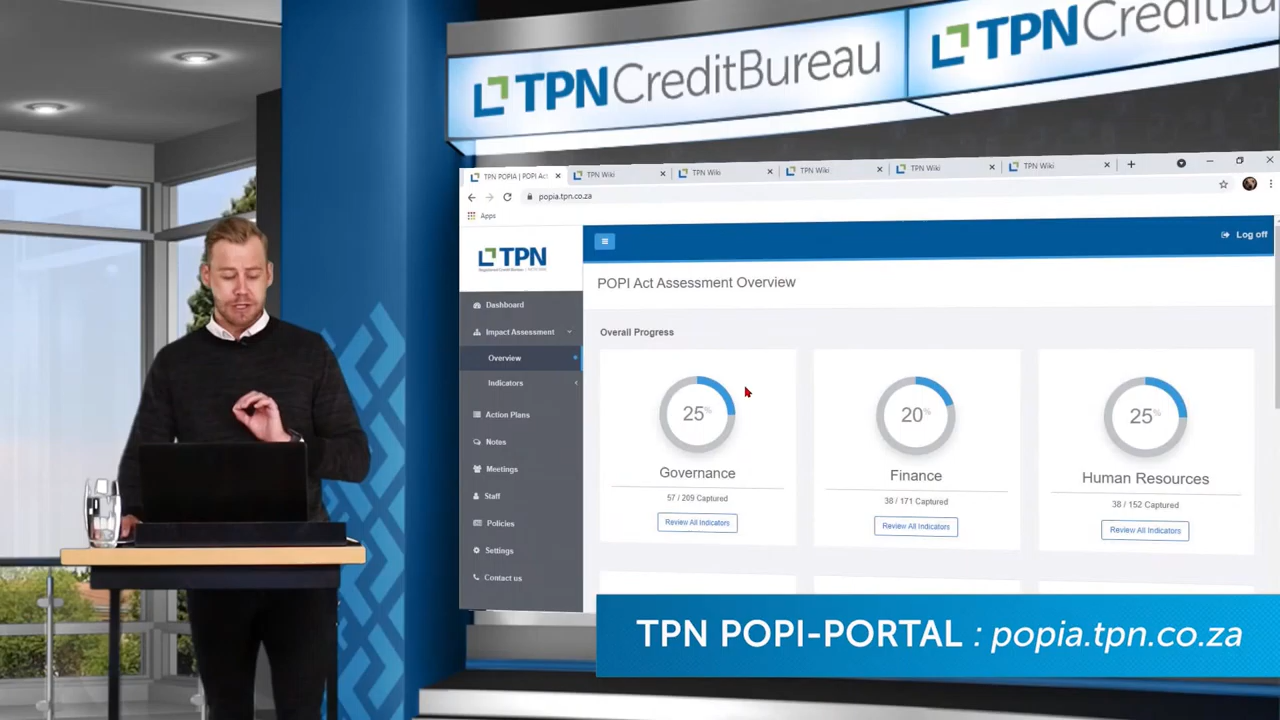 TPN CreditBureau
TPN CreditBu
TPN POPIA | POPI Act
TPN Wiki
TPN Wiki
TPN Wiki
TPN Wiki
TPN Wiki
popia.tpn.co.za
Apps
TPN
Log off
POPI Act Assessment Overview
Dashboard
Impact Assessment
Overview
Indicators
Action Plans
Notes
Meetings
Staff
Policies
Settings
Contact us
Overall Progress
25%
Governance
57 / 209 Captured
Review All Indicators
20%
Finance
38 / 171 Captured
Review All Indicators
25%
Human Resources
38 / 152 Captured
Review All Indicators
TPN POPI-PORTAL : popia.tpn.co.za